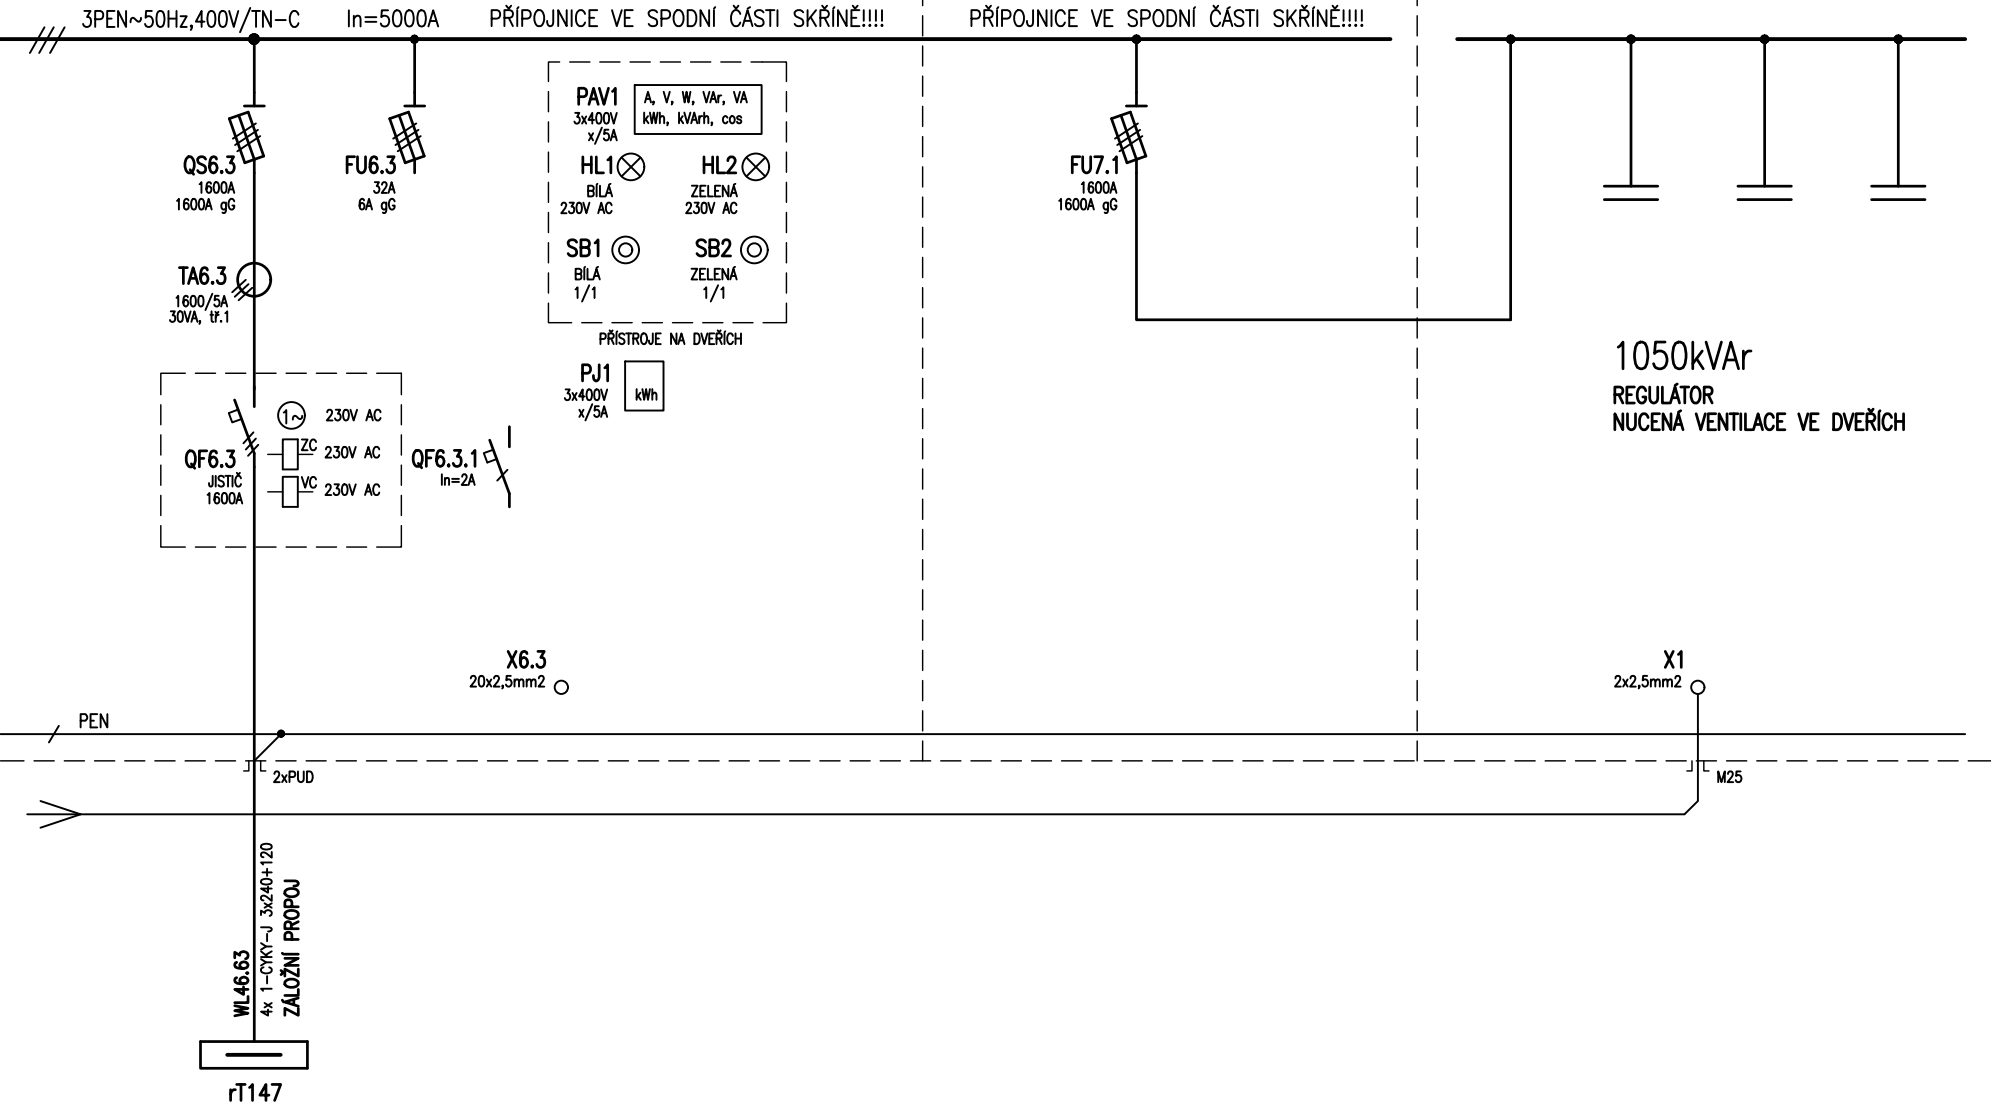 3PEN~50Hz,400V/TN-C
In=5000A
PŘÍPOJNICE VE SPODNÍ ČÁSTI SKŘÍNĚ!!!!
PŘÍPOJNICE VE SPODNÍ ČÁSTI SKŘÍNĚ!!!!
QS6.3
1600A
1600A gG
FU6.3
32A
6A gG
PAV1
3x400V
x/5A
A, V, W, VAr, VA
kWh, kVArh, cos
HL1
BÍLÁ
230V AC
HL2
ZELENÁ
230V AC
SB1
BÍLÁ
1/1
SB2
ZELENÁ
1/1
PŘÍSTROJE NA DVEŘÍCH
FU7.1
1600A
1600A gG
TA6.3
1600/5A
30VA, tř.1
PJ1
3x400V
x/5A
kWh
1050kVAr
REGULÁTOR
NUCENÁ VENTILACE VE DVEŘÍCH
1~ 230V AC
ZC 230V AC
VC 230V AC
QF6.3
JISTIČ
1600A
QF6.3.1
In=2A
X6.3
20x2,5mm2
X1
2x2,5mm2
PEN
2xPUD
M25
WL46.63
4x 1-CYKY-J 3x240+120
ZÁLOŽNÍ PROPOJ
rT147